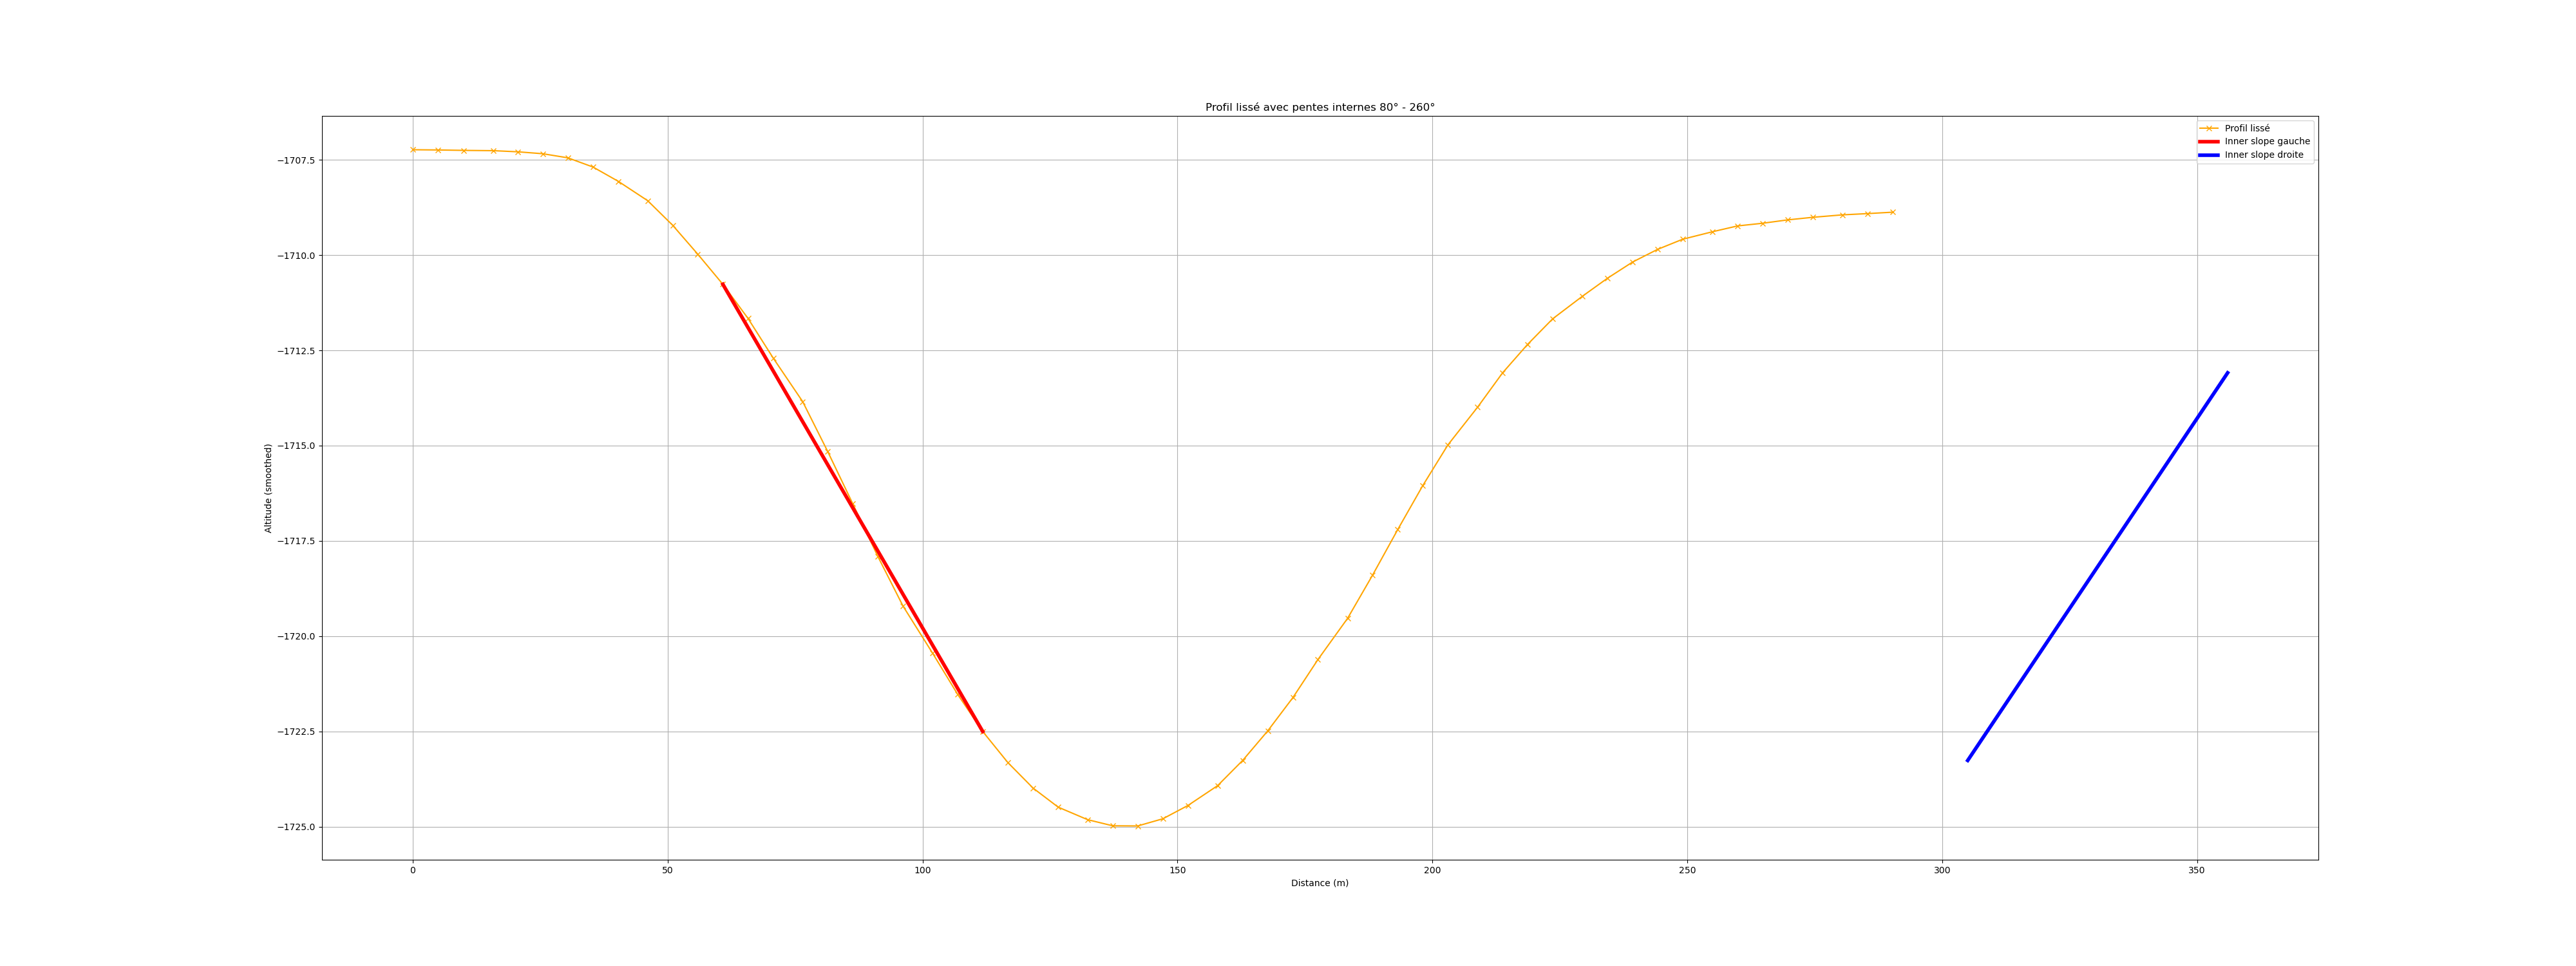 Profil lissé avec pentes internes 80° - 260°
Profil lissé
Inner slope gauche
Inner slope droite
−1707.5
−1710.0
−1712.5
−1715.0
−1717.5
−1720.0
−1722.5
−1725.0
Altitude (smoothed)
0
50
100
150
200
250
300
350
Distance (m)